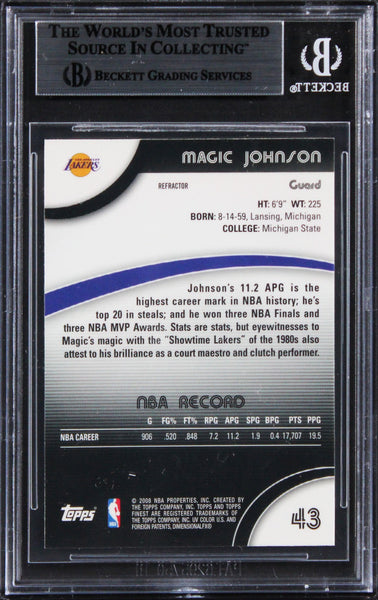 THE WORLD'S MOST TRUSTED
SOURCE IN COLLECTING™
BECKETT GRADING SERVICES
BECKETT
LAKERS
MAGIC JOHNSON
REFRACTOR
Guard
HT: 6'9" WT: 225
BORN: 8-14-59, Lansing, Michigan
COLLEGE: Michigan State
Johnson's 11.2 APG is the
highest career mark in NBA history; he's
top 20 in steals; and he won three NBA Finals and
three NBA MVP Awards. Stats are stats, but eyewitnesses to
Magic's magic with the "Showtime Lakers" of the 1980s also
attest to his brilliance as a court maestro and clutch performer.
NBA RECORD
G FG% FT% RPG APG SPG BPG PTS PPG
NBA CAREER 906 .520 .848 7.2 11.2 1.9 0.4 17,707 19.5
© 2008 NBA PROPERTIES, INC. CREATED BY
THE TOPPS COMPANY, INC. TOPPS AND TOPPS
FINEST ARE REGISTERED TRADEMARKS OF
THE TOPPS COMPANY, INC. UV COLOR U.S. AND
FOREIGN PATENTS, DIMENSIONALFX®
topps
NBA
43